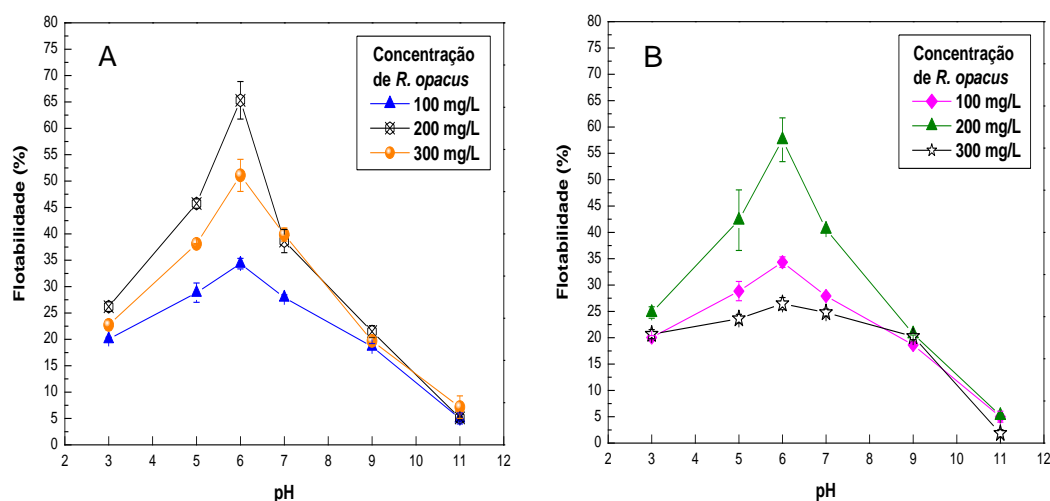 A
Concentração
de R. opacus
100 mg/L
200 mg/L
300 mg/L
Flotabilidade (%)
80
75
70
65
60
55
50
45
40
35
30
25
20
15
10
5
0
2 3 4 5 6 7 8 9 10 11 12
pH
B
Concentração
de R. opacus
100 mg/L
200 mg/L
300 mg/L
Flotabilidade (%)
80
75
70
65
60
55
50
45
40
35
30
25
20
15
10
5
0
2 3 4 5 6 7 8 9 10 11 12
pH